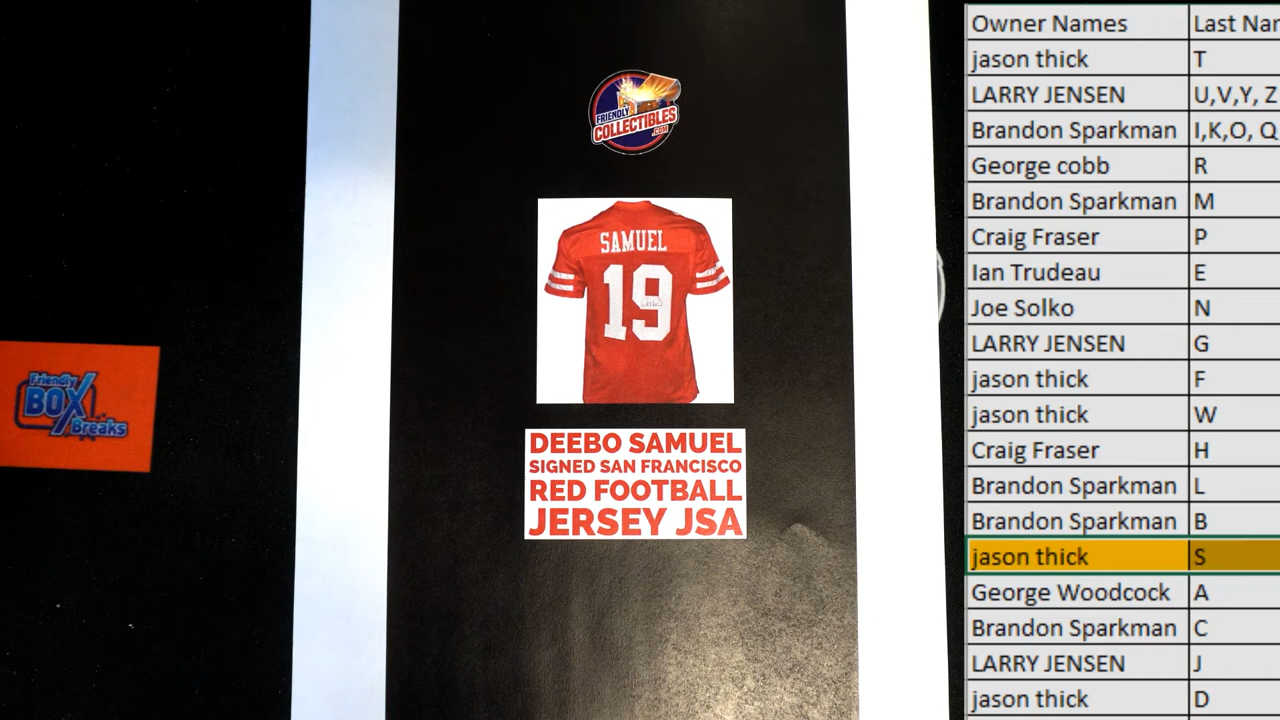 FRIENDLY
COLLECTIBLES
.COM
SAMUEL
19
DEEBO SAMUEL
SIGNED SAN FRANCISCO
RED FOOTBALL
JERSEY JSA
Friendly
BOX
Breaks
Owner Names Last Nar
jason thick T
LARRY JENSEN U,V,Y, Z
Brandon Sparkman I,K,O, Q
George cobb R
Brandon Sparkman M
Craig Fraser P
Ian Trudeau E
Joe Solko N
LARRY JENSEN G
jason thick F
jason thick W
Craig Fraser H
Brandon Sparkman L
Brandon Sparkman B
jason thick S
George Woodcock A
Brandon Sparkman C
LARRY JENSEN J
jason thick D